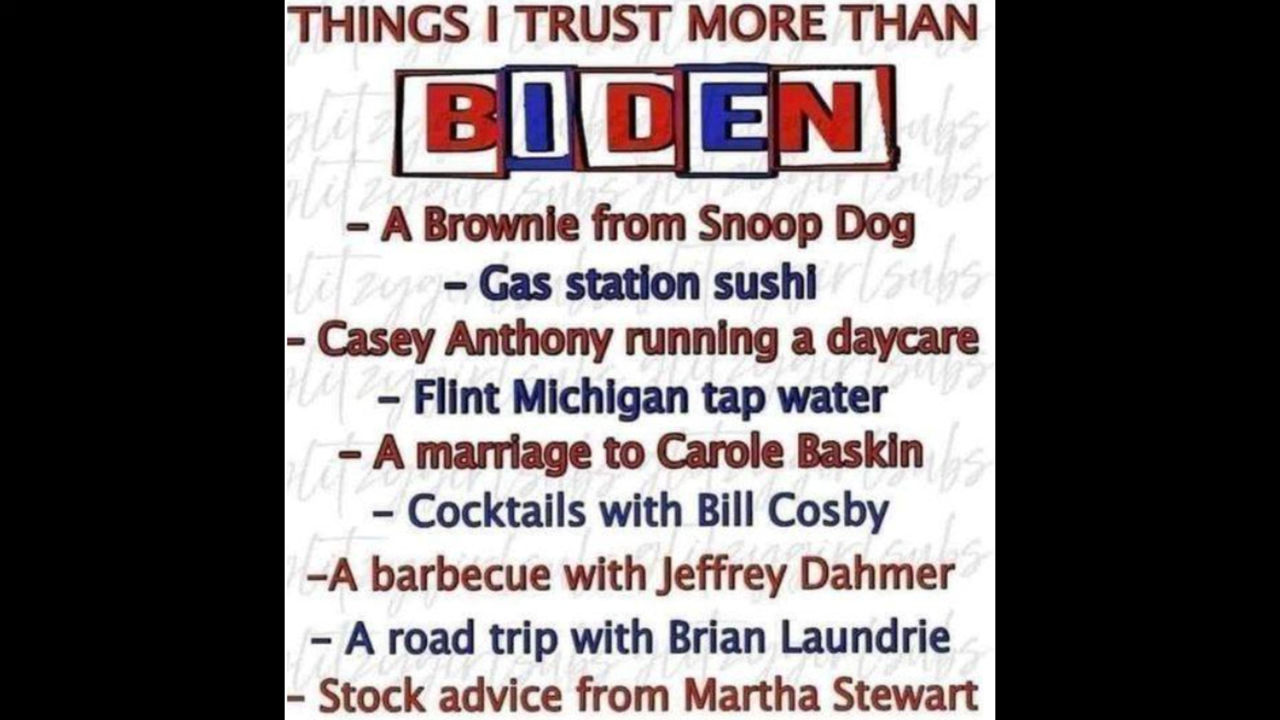 THINGS I TRUST MORE THAN
BIDEN
- A Brownie from Snoop Dog
- Gas station sushi
- Casey Anthony running a daycare
- Flint Michigan tap water
- A marriage to Carole Baskin
- Cocktails with Bill Cosby
-A barbecue with Jeffrey Dahmer
- A road trip with Brian Laundrie
- Stock advice from Martha Stewart
glitzygirlsubs